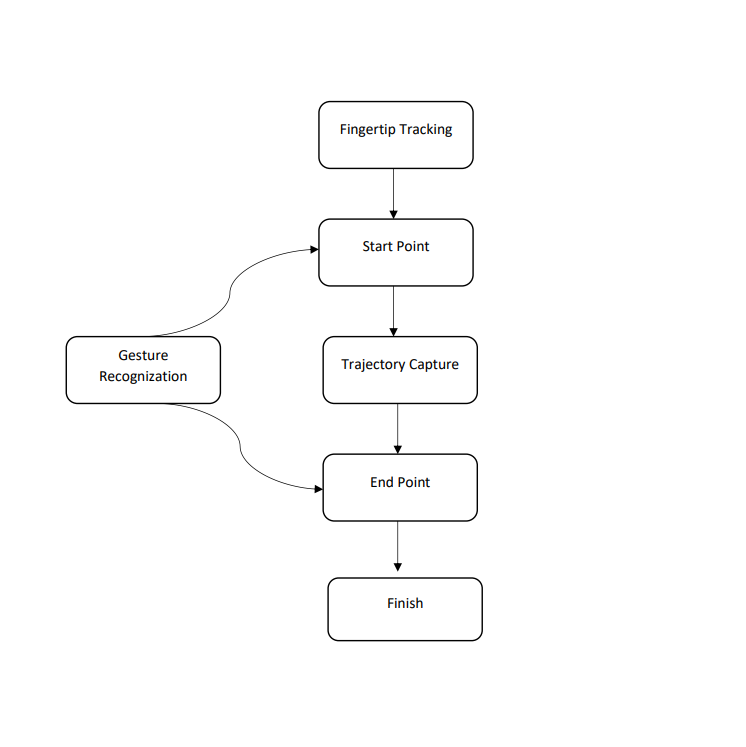 Fingertip Tracking
Start Point
Gesture
Recognization
Trajectory Capture
End Point
Finish